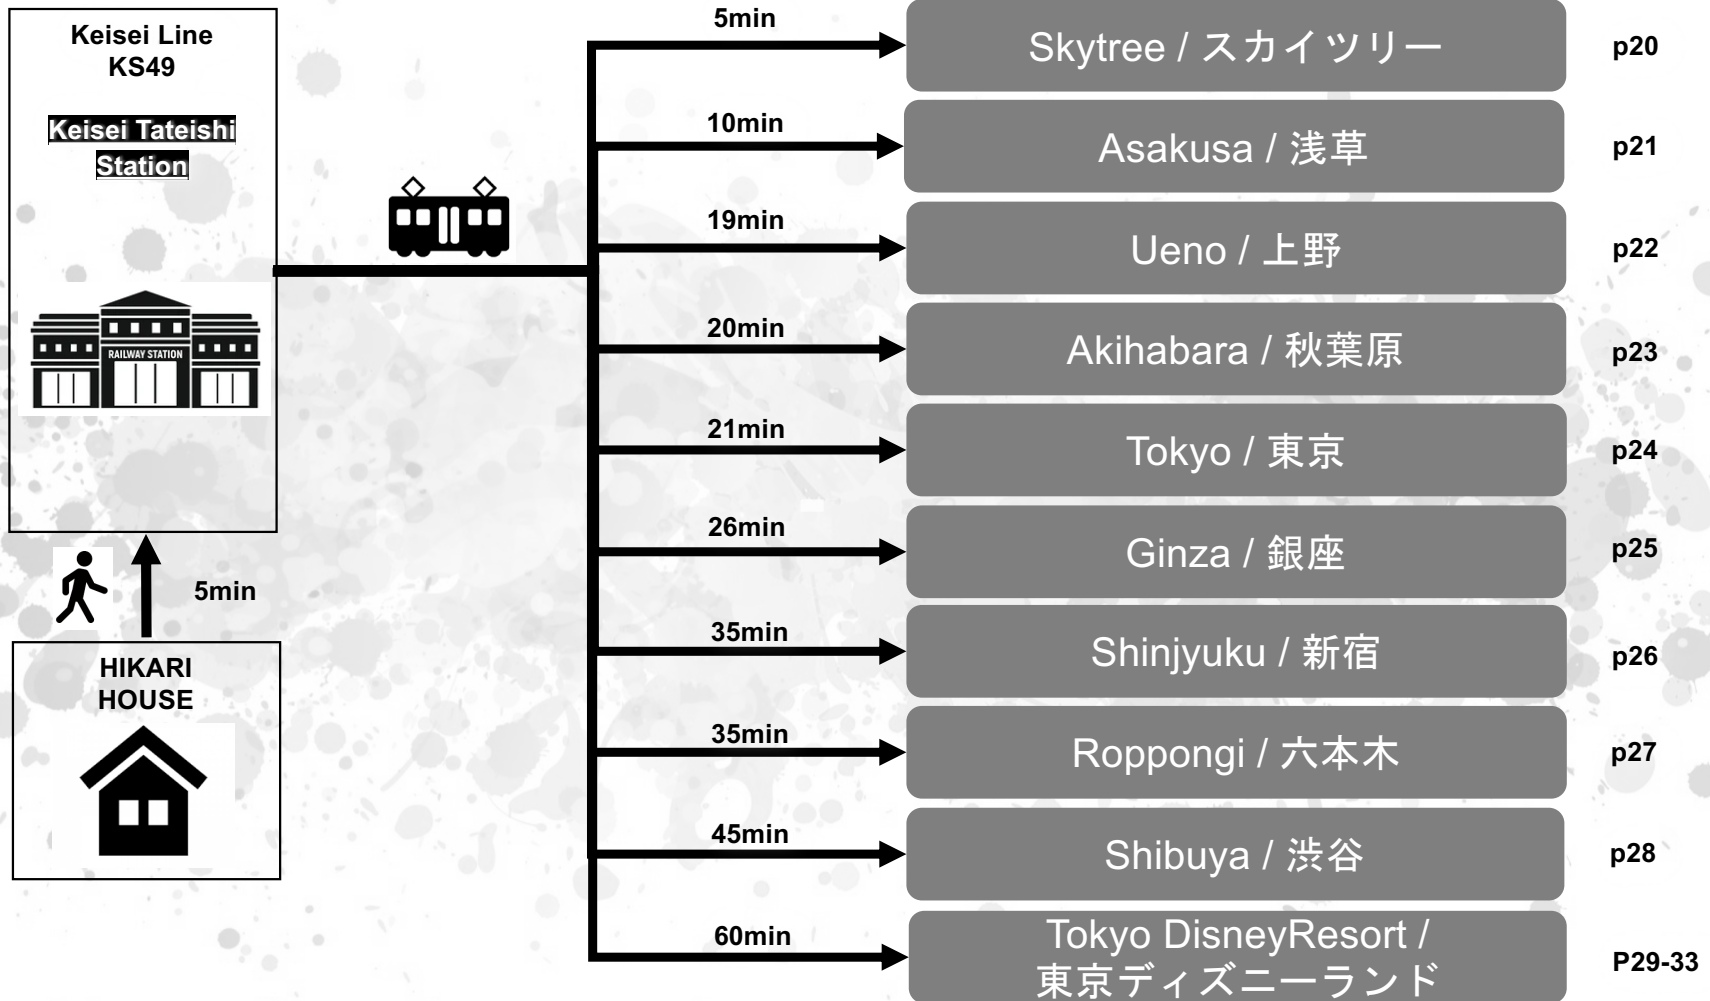 Keisei Line
KS49
Keisei Tateishi
Station
RAILWAY STATION
5min
HIKARI
HOUSE
5min
Skytree / スカイツリー
p20
10min
Asakusa / 浅草
p21
19min
Ueno / 上野
p22
20min
Akihabara / 秋葉原
p23
21min
Tokyo / 東京
p24
26min
Ginza / 銀座
p25
35min
Shinjyuku / 新宿
p26
35min
Roppongi / 六本木
p27
45min
Shibuya / 渋谷
p28
60min
Tokyo DisneyResort /
東京ディズニーランド
P29-33